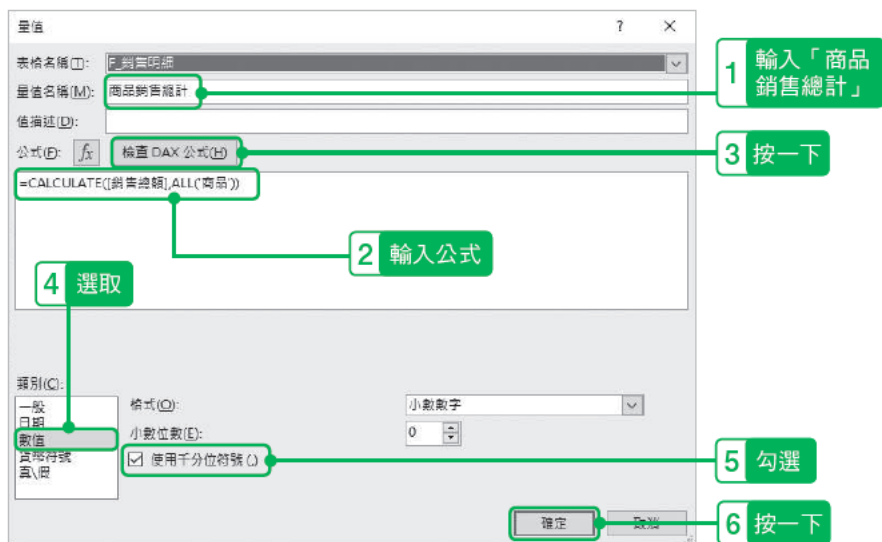 量值
?
×
表格名稱(T):
F_銷售明細
量值名稱(M):
商品銷售總計
值描述(D):
公式(F):
fx
檢查 DAX 公式(H)
=CALCULATE([銷售總額],ALL('商品'))
類別(C):
一般
日期
數值
貨幣符號
真\假
格式(O):
小數數字
小數位數(E):
0
使用千分位符號 (,)
確定
取消
1 輸入「商品
銷售總計」
3 按一下
2 輸入公式
4 選取
5 勾選
6 按一下